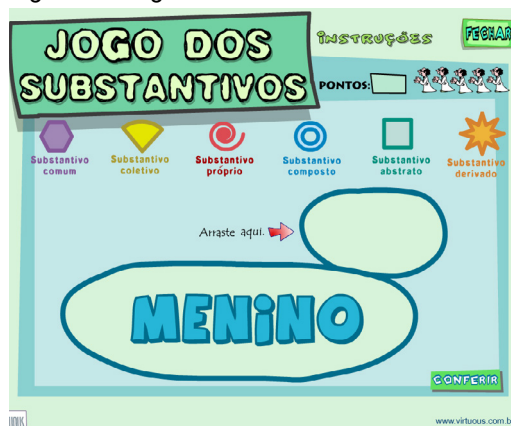 JOGO DOS
SUBSTANTIVOS
INSTRUÇÕES
FECHAR
PONTOS:
Substantivo
comum
Substantivo
coletivo
Substantivo
próprio
Substantivo
composto
Substantivo
abstrato
Substantivo
derivado
Arraste aqui.
MENINO
CONFERIR
www.virtuous.com.b